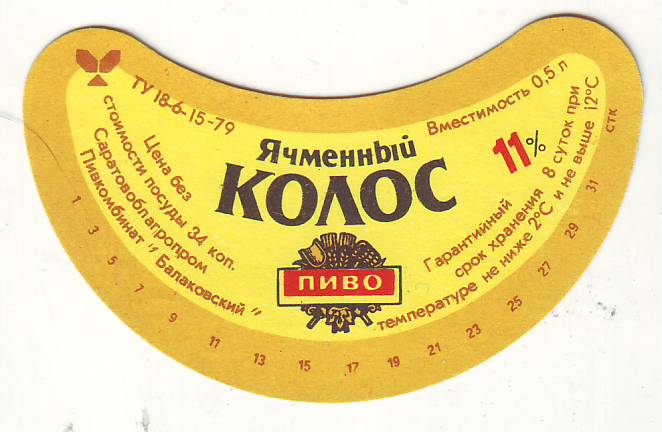 ТУ 18-6-15-79
Цена без
стоимости посуды 34 коп.
Саратовоблагропром
Пивкомбинат "Балаковский"
Ячменный
КОЛОС
ПИВО
Вместимость 0,5 л
11%
Гарантийный
срок хранения 8 суток при
температуре не ниже 2°С и не выше 12°С
1 3 5 7 9 11 13 15 17 19 21 23 25 27 29 31 СТК